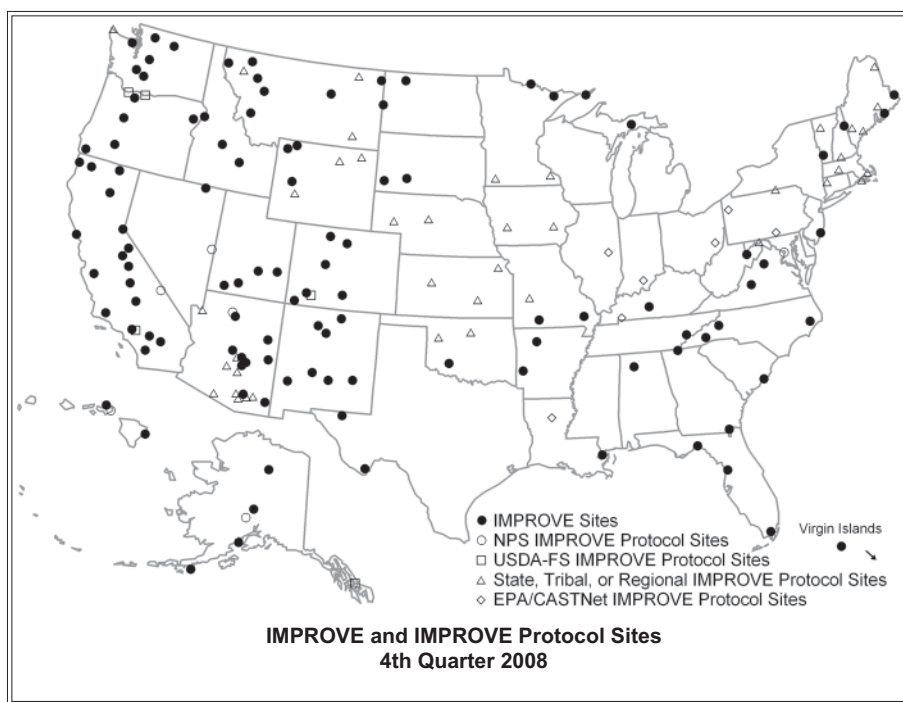 IMPROVE Sites
NPS IMPROVE Protocol Sites
USDA-FS IMPROVE Protocol Sites
State, Tribal, or Regional IMPROVE Protocol Sites
EPA/CASTNet IMPROVE Protocol Sites
Virgin Islands
IMPROVE and IMPROVE Protocol Sites
4th Quarter 2008